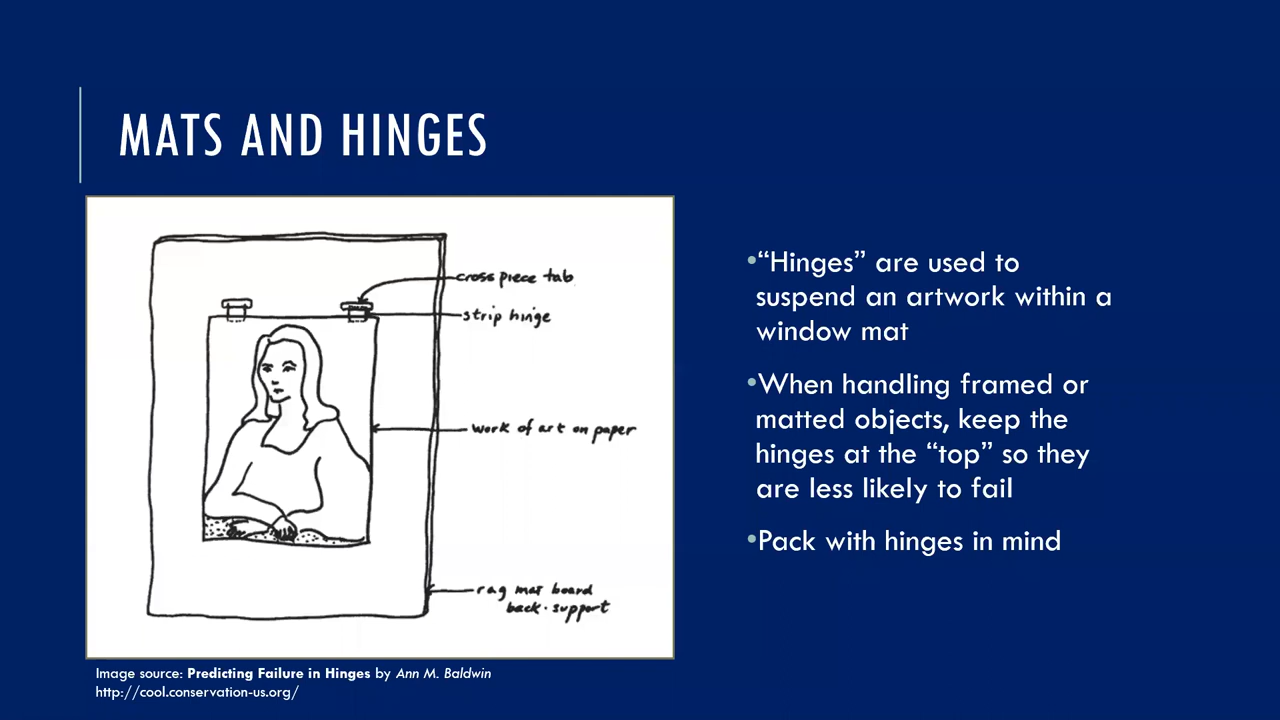 MATS AND HINGES
cross piece tab
strip hinge
work of art on paper
rag mat board
back-support
Image source: Predicting Failure in Hinges by Ann M. Baldwin
http://cool.conservation-us.org/
•“Hinges” are used to
suspend an artwork within a
window mat
•When handling framed or
matted objects, keep the
hinges at the “top” so they
are less likely to fail
•Pack with hinges in mind